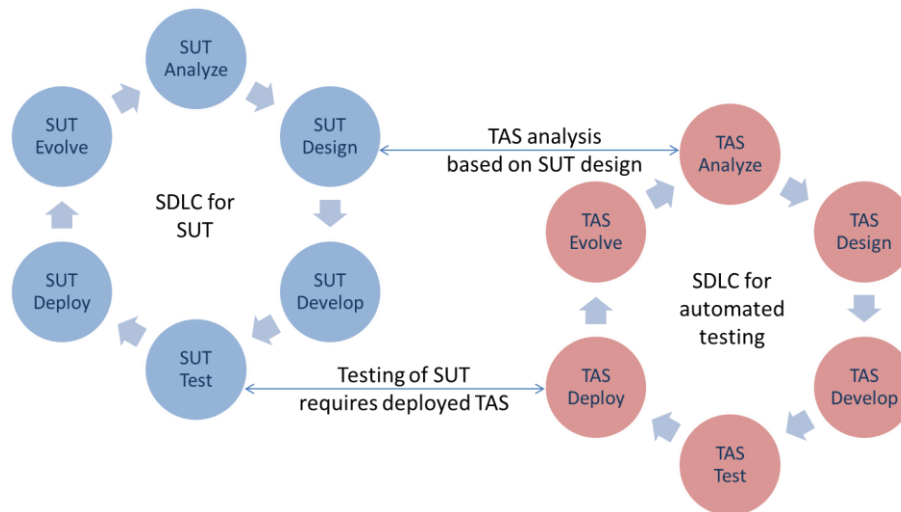 SUT
Analyze
SUT
Design
SUT
Develop
SUT
Test
SUT
Deploy
SUT
Evolve
SDLC for
SUT
TAS analysis
based on SUT design
Testing of SUT
requires deployed TAS
TAS
Analyze
TAS
Design
TAS
Develop
TAS
Test
TAS
Deploy
TAS
Evolve
SDLC for
automated
testing